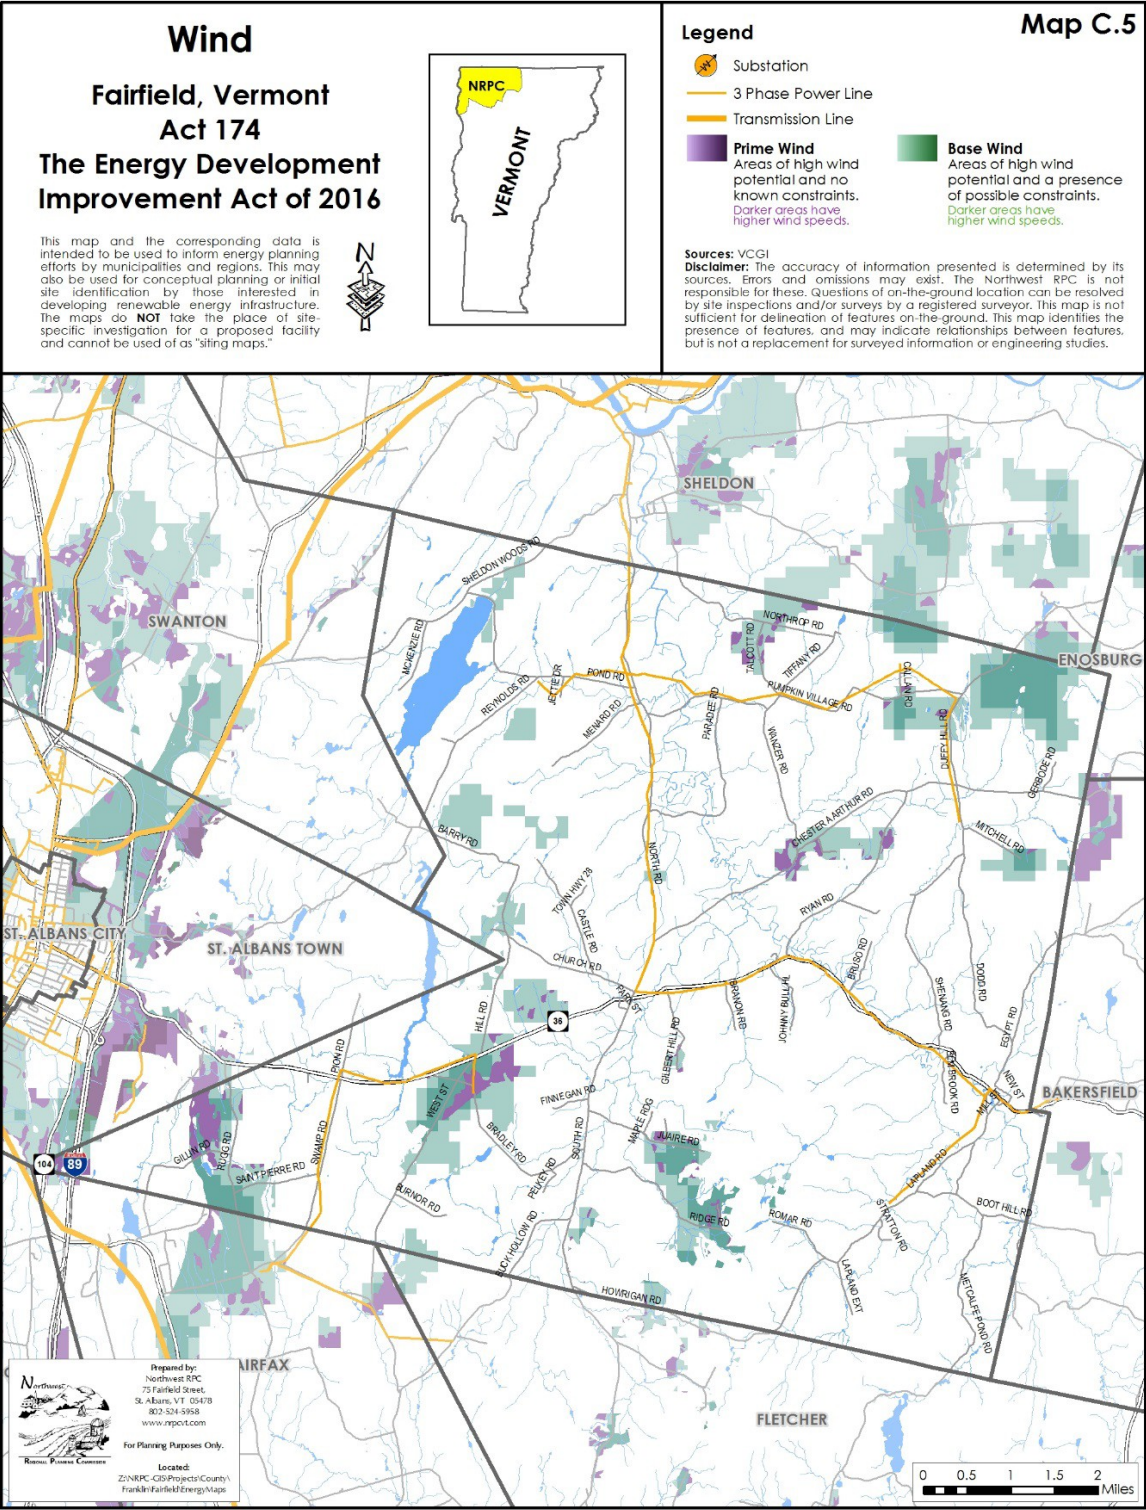 Wind
Fairfield, Vermont
Act 174
The Energy Development
Improvement Act of 2016
This map and the corresponding data is
intended to be used to inform energy planning
efforts by municipalities and regions. This may
also be used for conceptual planning or initial
site identification by those interested in
developing renewable energy infrastructure.
The maps do NOT take the place of site-
specific investigation for a proposed facility
and cannot be used of as "siting maps."
N
NRPC
VERMONT
Map C.5
Legend
Substation
3 Phase Power Line
Transmission Line
Prime Wind
Areas of high wind
potential and no
known constraints.
Darker areas have
higher wind speeds.
Base Wind
Areas of high wind
potential and a presence
of possible constraints.
Darker areas have
higher wind speeds.
Sources: VCGI
Disclaimer: The accuracy of information presented is determined by its
sources. Errors and omissions may exist. The Northwest RPC is not
responsible for these. Questions of on-the-ground location can be resolved
by site inspections and/or surveys by a registered surveyor. This map is not
sufficient for delineation of features on-the-ground. This map identifies the
presence of features, and may indicate relationships between features,
but is not a replacement for surveyed information or engineering studies.
SHELDON
SHELDON WOODS RD
SWANTON
MCKENZIE RD
NORTHROP RD
TALCOTT RD
TIFFANY RD
ENOSBURG
REYNOLDS RD
JETTIE DR
POND RD
MENARD RD
PARADEE RD
PUMPKIN VILLAGE RD
CALLAN RD
WANZER RD
DUFFY HILL RD
GERBODE RD
BARRY RD
NORTH RD
CHESTER A ARTHUR RD
MITCHELL RD
TOWN HWY 28
CASTLE RD
RYAN RD
ST. ALBANS CITY
ST. ALBANS TOWN
CHURCH RD
PARK ST
BRANON RD
JOHNNY BULL HL
BRUSO RD
SHENANG RD
DODD RD
EGYPT RD
HILL RD
36
PION RD
GILBERT HILL RD
ELM BROOK RD
NEW ST
MILL ST
BAKERSFIELD
WEST ST
FINNEGAN RD
MAPLE RDG
JUAIRE RD
SOUTH RD
BRADLEY RD
PELKEY RD
GILLIN RD
RUGG RD
SWAMP RD
SAINT PIERRE RD
104
89
BURNOR RD
BUCK HOLLOW RD
RIDGE RD
ROMAR RD
LAPLAND RD
STRATTON RD
BOOT HILL RD
LAPLAND EXT
METCALFE POND RD
HOWRIGAN RD
AIRFAX
FLETCHER
Northwest
REGIONAL PLANNING COMMISSION
Prepared by:
Northwest RPC
75 Fairfield Street,
St. Albans, VT 05478
802-524-5958
www.nrpcvt.com
For Planning Purposes Only.
Located:
Z:\NRPC-GIS\Projects\County\
Franklin\Fairfield\EnergyMaps
0 0.5 1 1.5 2
Miles